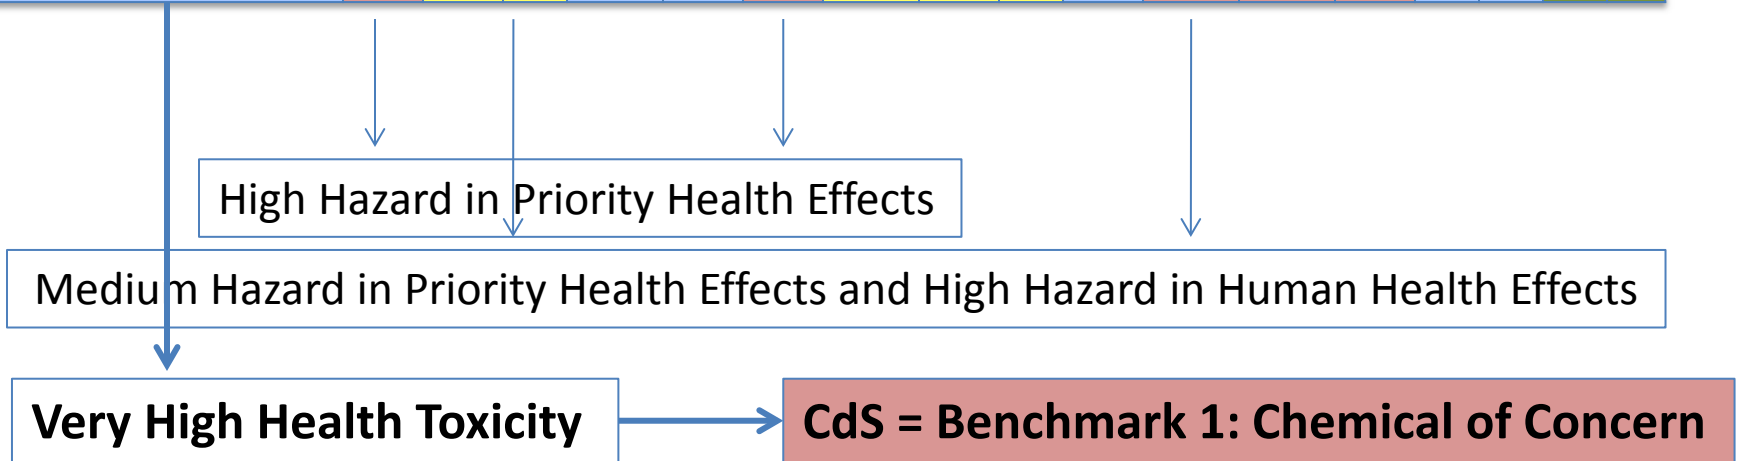 High Hazard in Priority Health Effects
Medium Hazard in Priority Health Effects and High Hazard in Human Health Effects
Very High Health Toxicity
CdS = Benchmark 1: Chemical of Concern